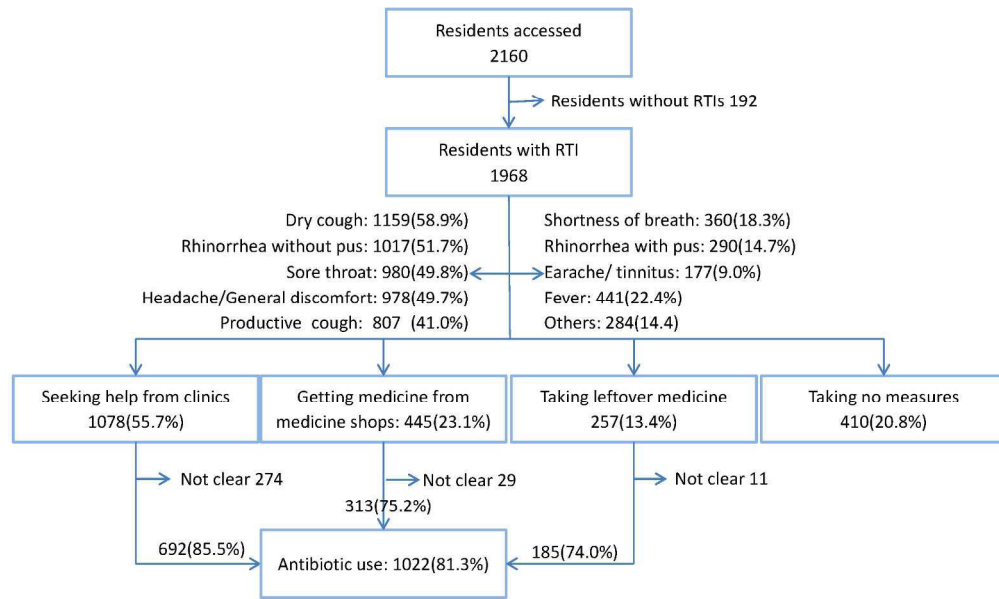 Residents accessed
2160
Residents without RTIs 192
Residents with RTI
1968
Dry cough: 1159(58.9%)
Rhinorrhea without pus: 1017(51.7%)
Sore throat: 980(49.8%)
Headache/General discomfort: 978(49.7%)
Productive cough: 807 (41.0%)
Shortness of breath: 360(18.3%)
Rhinorrhea with pus: 290(14.7%)
Earache/ tinnitus: 177(9.0%)
Fever: 441(22.4%)
Others: 284(14.4)
Seeking help from clinics
1078(55.7%)
Getting medicine from
medicine shops: 445(23.1%)
Taking leftover medicine
257(13.4%)
Taking no measures
410(20.8%)
Not clear 274
Not clear 29
Not clear 11
313(75.2%)
692(85.5%)
185(74.0%)
Antibiotic use: 1022(81.3%)